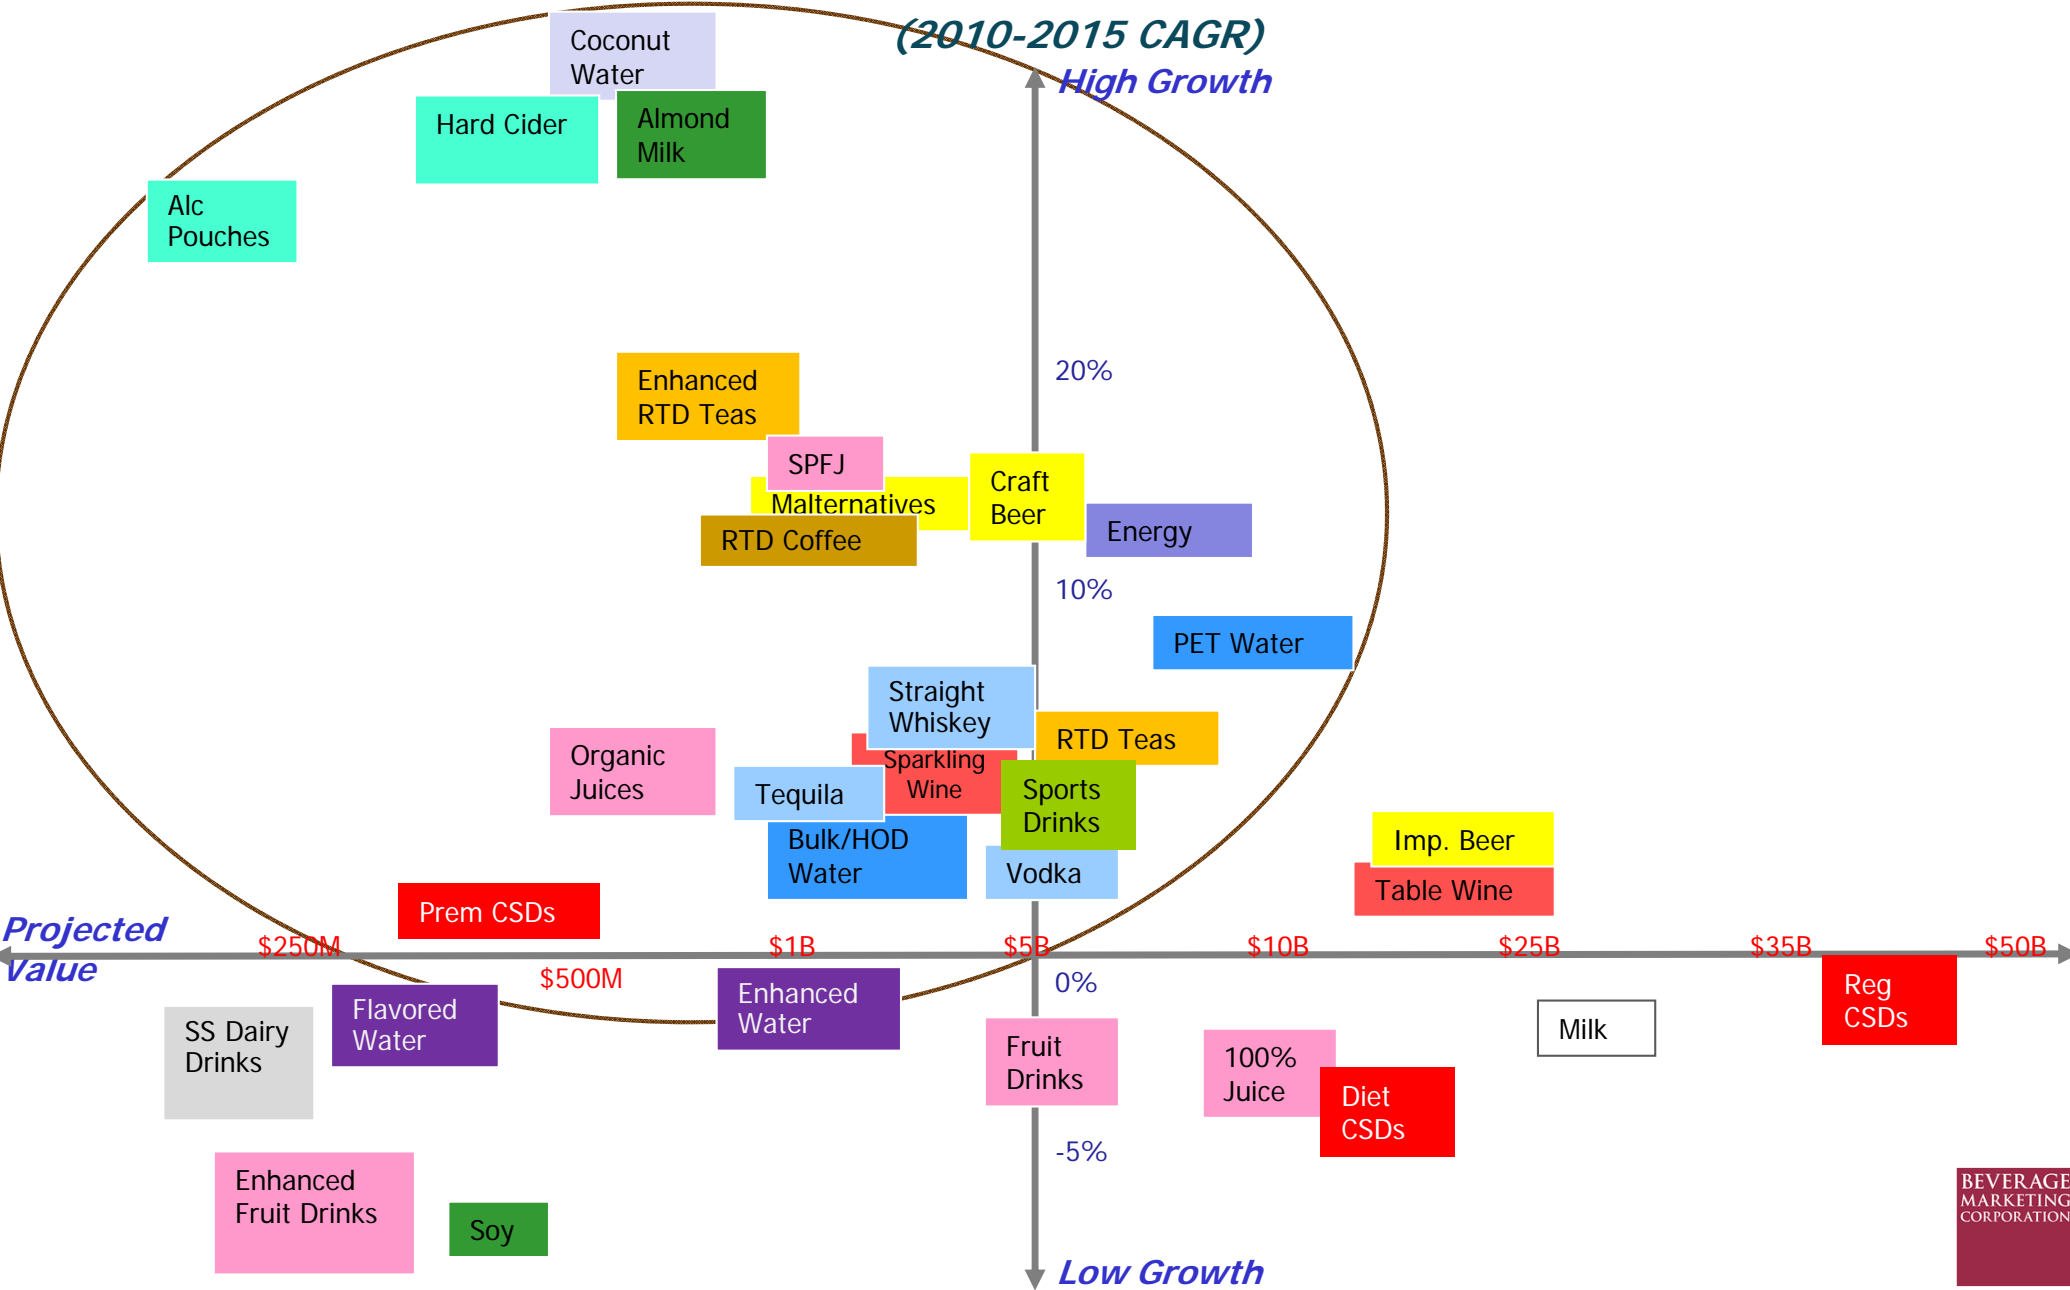 (2010-2015 CAGR)
High Growth
Coconut
Water
Hard Cider
Almond
Milk
Alc
Pouches
20%
Enhanced
RTD Teas
SPFJ
Malternatives
Craft
Beer
RTD Coffee
Energy
10%
PET Water
Straight
Whiskey
RTD Teas
Organic
Juices
Sparkling
Wine
Tequila
Sports
Drinks
Bulk/HOD
Water
Vodka
Imp. Beer
Table Wine
Prem CSDs
Projected
Value
$250M
$500M
$1B
$5B
$10B
$25B
$35B
$50B
0%
Reg
CSDs
Enhanced
Water
Flavored
Water
SS Dairy
Drinks
Milk
Fruit
Drinks
100%
Juice
Diet
CSDs
-5%
Enhanced
Fruit Drinks
Soy
Low Growth
BEVERAGE
MARKETING
CORPORATION